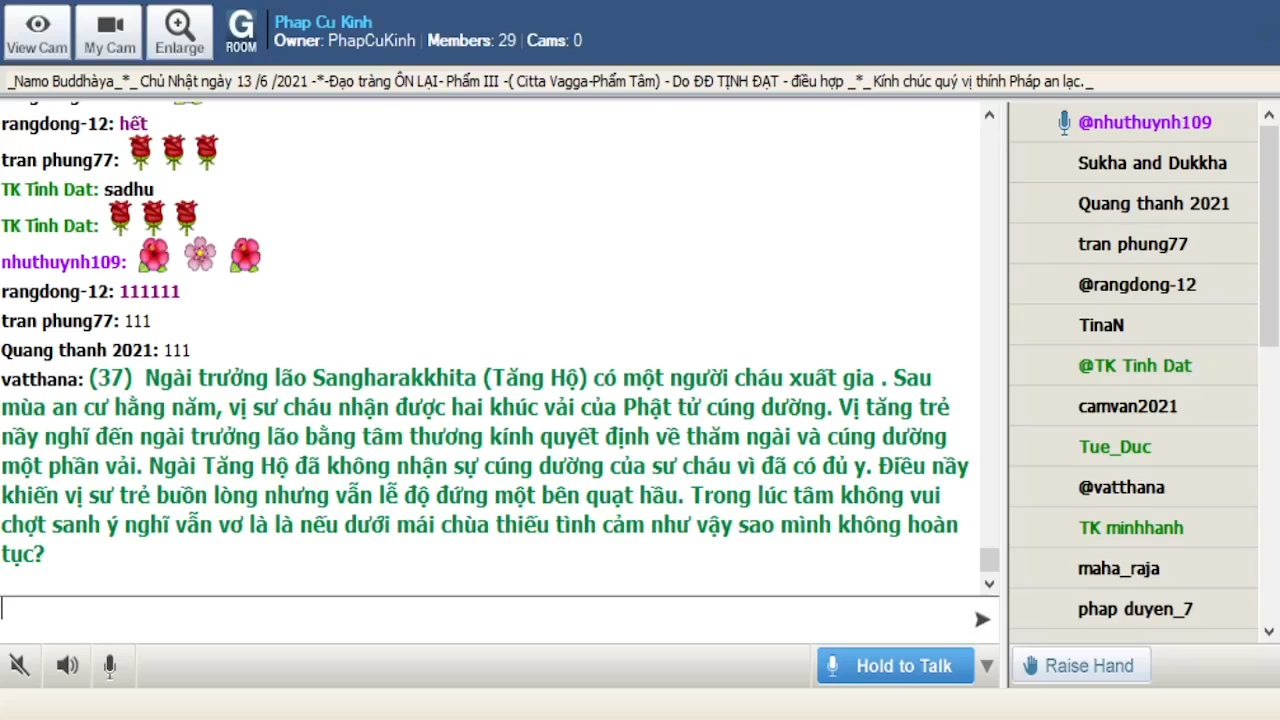 View Cam
My Cam
Enlarge
G
ROOM
Phap Cu Kinh
Owner: PhapCuKinh | Members: 29 | Cams: 0
_Namo Buddhàya_*_ Chủ Nhật ngày 13 /6 /2021 -*-Đạo tràng ÔN LẠI- Phẩm III -( Citta Vagga-Phẩm Tâm) - Do ĐĐ TỊNH ĐẠT - điều hợp _*_ Kính chúc quý vị thính Pháp an lạc._
rangdong-12: hết
tran phung77:
TK Tinh Dat: sadhu
TK Tinh Dat:
nhuthuynh109:
rangdong-12: 111111
tran phung77: 111
Quang thanh 2021: 111
vatthana: (37) Ngài trưởng lão Sangharakkhita (Tăng Hộ) có một người cháu xuất gia . Sau
mùa an cư hằng năm, vị sư cháu nhận được hai khúc vải của Phật tử cúng dường. Vị tăng trẻ
nầy nghĩ đến ngài trưởng lão bằng tâm thương kính quyết định về thăm ngài và cúng dường
một phần vải. Ngài Tăng Hộ đã không nhận sự cúng dường của sư cháu vì đã có đủ y. Điều nầy
khiến vị sư trẻ buồn lòng nhưng vẫn lễ độ đứng một bên quạt hầu. Trong lúc tâm không vui
chợt sanh ý nghĩ vẫn vơ là là nếu dưới mái chùa thiếu tình cảm như vậy sao mình không hoàn
tục?
Hold to Talk
@nhuthuynh109
Sukha and Dukkha
Quang thanh 2021
tran phung77
@rangdong-12
TinaN
@TK Tinh Dat
camvan2021
Tue_Duc
@vatthana
TK minhhanh
maha_raja
phap duyen_7
Raise Hand